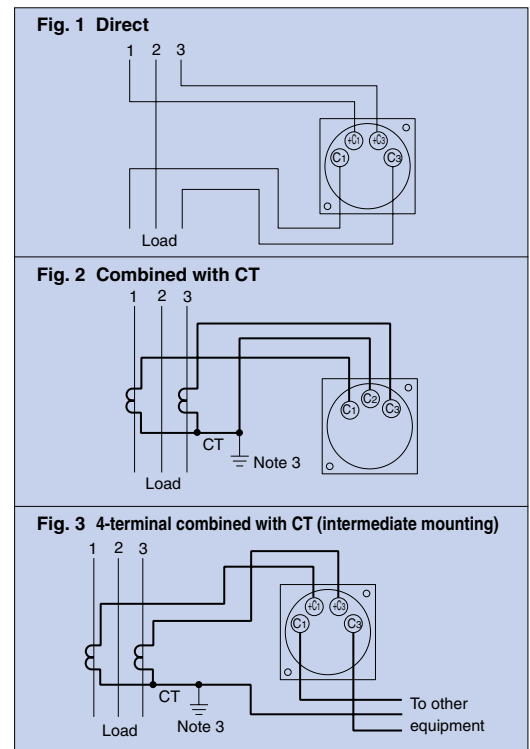 Fig. 1 Direct
1 2 3
+C1 +C3
C1 C3
Load
Fig. 2 Combined with CT
1 2 3
C1 C2 C3
CT
Note 3
Load
Fig. 3 4-terminal combined with CT (intermediate mounting)
1 2 3
+C1 +C3
C1 C3
CT
To other
Load Note 3 equipment